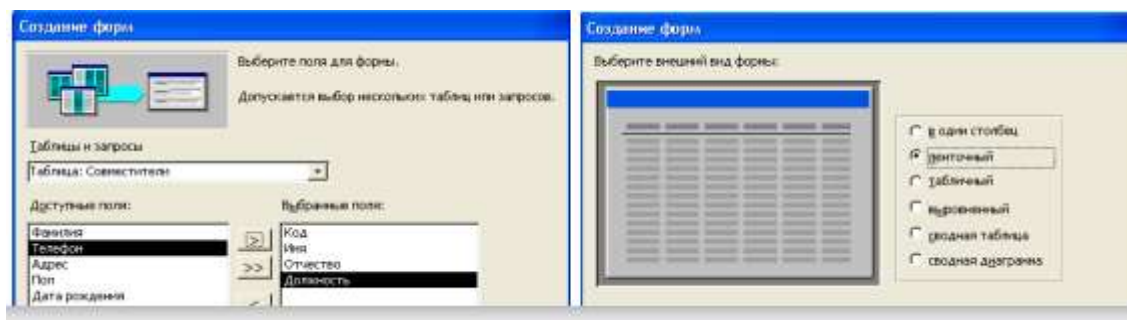 Создание форм
Выберите поля для формы.
Допускается выбор нескольких таблиц или запросов.
Таблицы и запросы
Таблица: Совместители
Доступные поля:
Выбранные поля:
Фамилия
Телефон
Адрес
Пол
Дата рождения
>
>>
<
Код
Имя
Отчество
Должность
Создание форм
Выберите внешний вид формы:
в один столбец
ленточный
табличный
выровненный
сводная таблица
сводная диаграмма